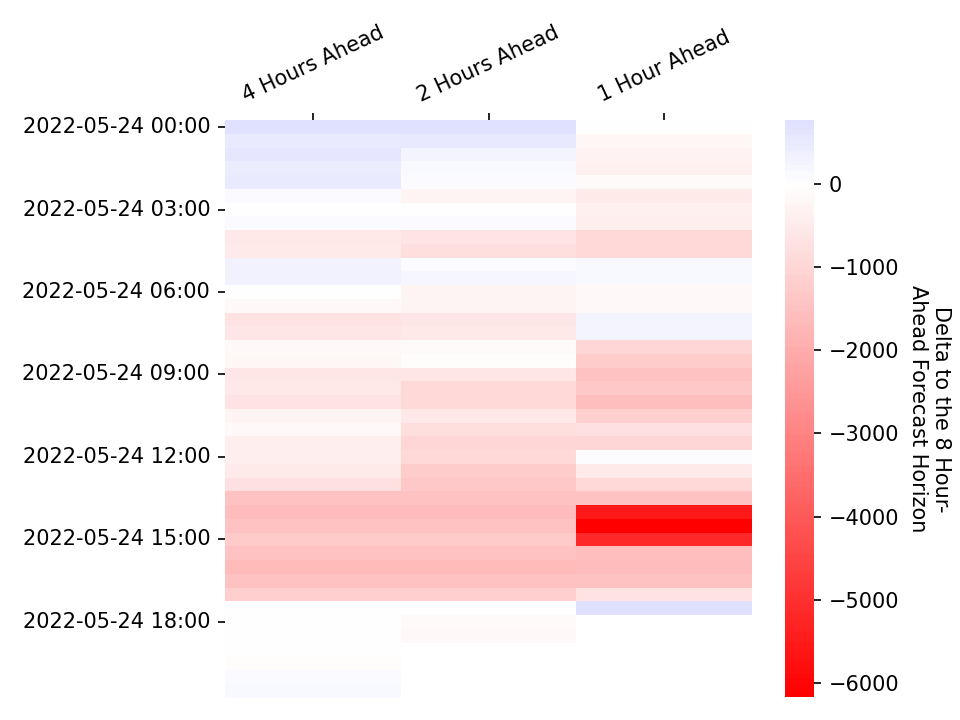 4 Hours Ahead
2 Hours Ahead
1 Hour Ahead
2022-05-24 00:00
2022-05-24 03:00
2022-05-24 06:00
2022-05-24 09:00
2022-05-24 12:00
2022-05-24 15:00
2022-05-24 18:00
0
−1000
−2000
−3000
−4000
−5000
−6000
Delta to the 8 Hour-
Ahead Forecast Horizon